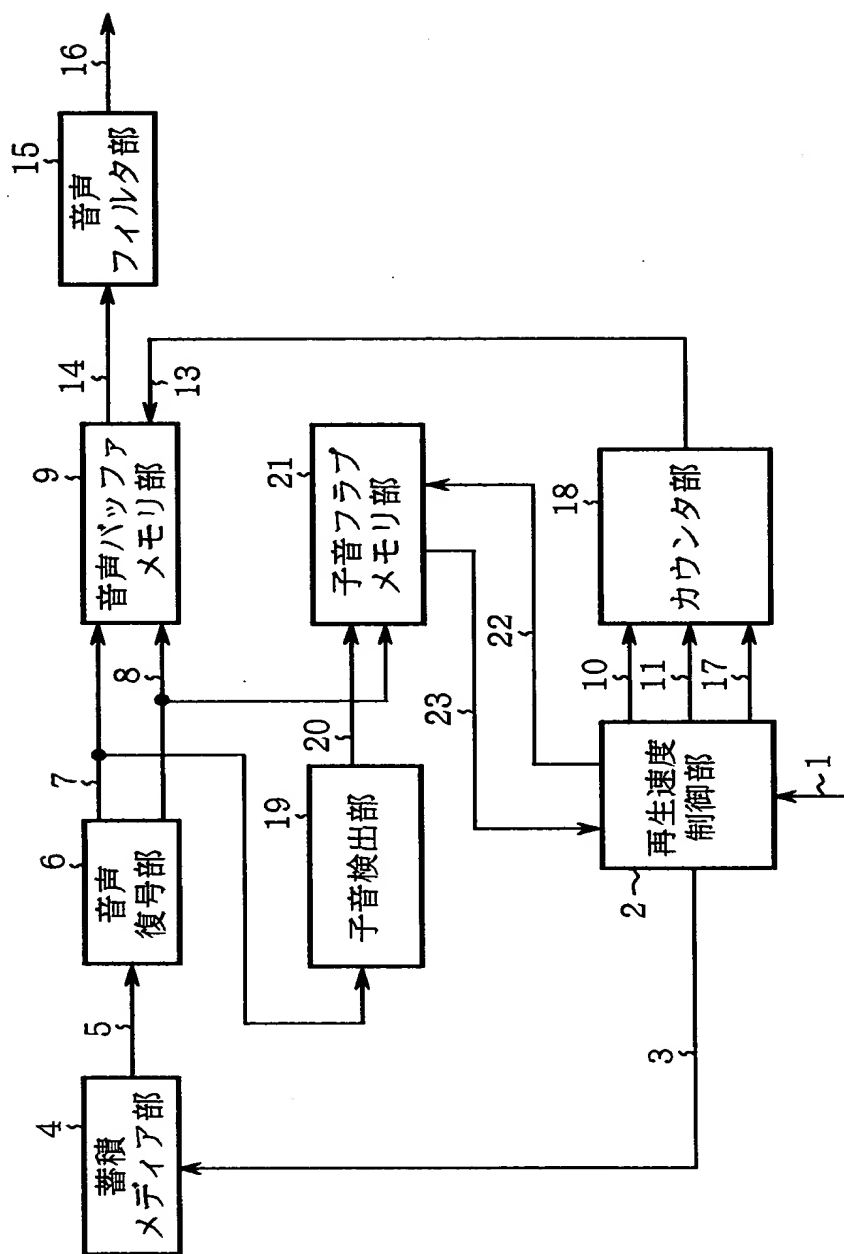 4
蓄積
メディア部
5
6
音声
復号部
7
8
9
音声バッファ
メモリ部
14
13
15
音声
フィルタ部
16
19
子音検出部
20
21
子音フラブ
メモリ部
22
23
3
2
再生速度
制御部
1
10
11
17
18
カウンタ部